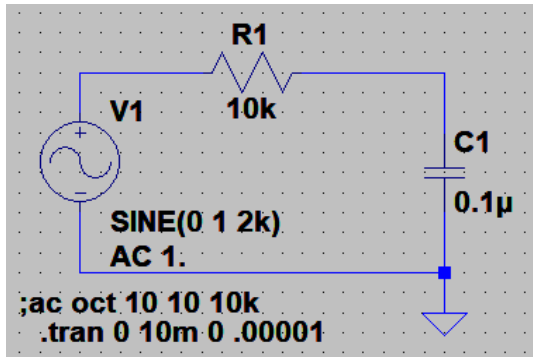 R1
10k
V1
C1
0.1µ
SINE(0 1 2k)
AC 1.
;ac oct 10 10 10k
.tran 0 10m 0 .00001